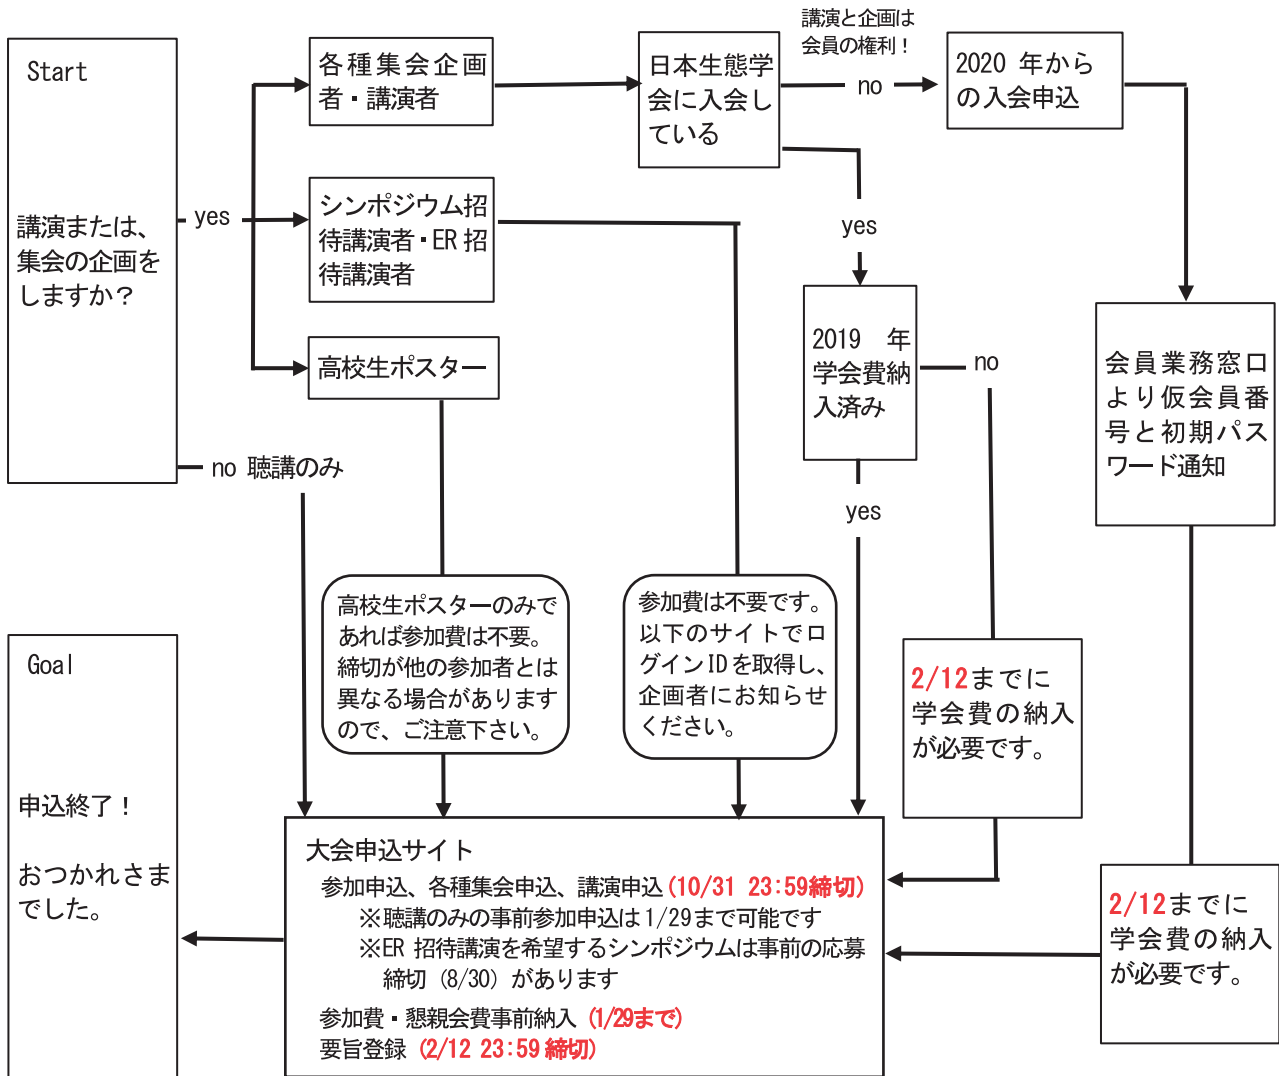 Start
講演または、
集会の企画を
しますか？
yes
no 聴講のみ
各種集会企画
者・講演者
シンポジウム招
待講演者・ER 招
待講演者
高校生ポスター
日本生態学
会に入会し
ている
講演と企画は
会員の権利！
no
2020 年から
の入会申込
yes
2019 年
学会費納
入済み
no
yes
会員業務窓口
より仮会員番
号と初期パス
ワード通知
高校生ポスターのみで
あれば参加費は不要。
締切が他の参加者とは
異なる場合があります
ので、ご注意下さい。
参加費は不要です。
以下のサイトでロ
グインIDを取得し、
企画者にお知らせ
ください。
2/12までに
学会費の納入
が必要です。
2/12までに
学会費の納入
が必要です。
大会申込サイト
参加申込、各種集会申込、講演申込(10/31 23:59締切)
※聴講のみの事前参加申込は1/29まで可能です
※ER 招待講演を希望するシンポジウムは事前の応募
締切（8/30）があります
参加費・懇親会費事前納入 (1/29まで)
要旨登録 (2/12 23:59 締切)
Goal
申込終了！
おつかれさま
でした。